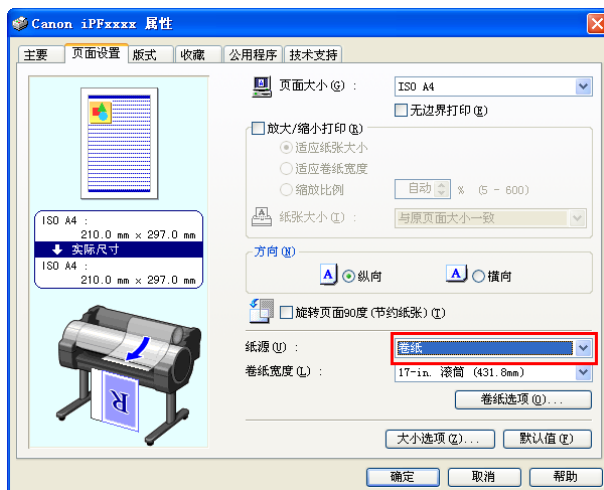 Canon iPFxxxx 属性
主要 页面设置 版式 收藏 公用程序 技术支持
页面大小(G) : ISO A4
无边界打印(E)
放大/缩小打印(R)
适应纸张大小
适应卷纸宽度
缩放比例 自动 % (5 - 600)
纸张大小(I) : 与原页面大小一致
ISO A4 :
210.0 mm × 297.0 mm
实际尺寸
ISO A4 :
210.0 mm × 297.0 mm
方向(N)
A 纵向 A 横向
旋转页面90度(节约纸张)(T)
纸源(U) : 卷纸
卷纸宽度(L) : 17-in. 滚筒 (431.8mm)
卷纸选项(Q)...
R
大小选项(Z)... 默认值(F)
确定 取消 帮助